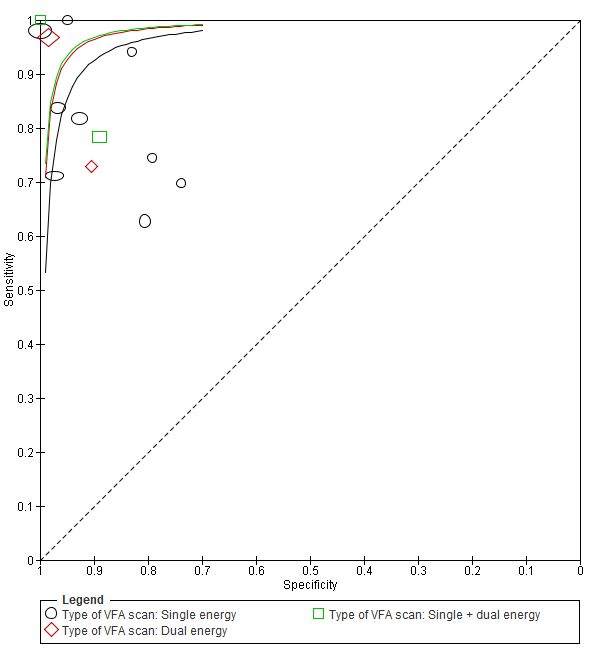 1
0.9
0.8
0.7
0.6
0.5
0.4
0.3
0.2
0.1
0
Sensitivity
1 0.9 0.8 0.7 0.6 0.5 0.4 0.3 0.2 0.1 0
Specificity
Legend
Type of VFA scan: Single energy Type of VFA scan: Single + dual energy
Type of VFA scan: Dual energy